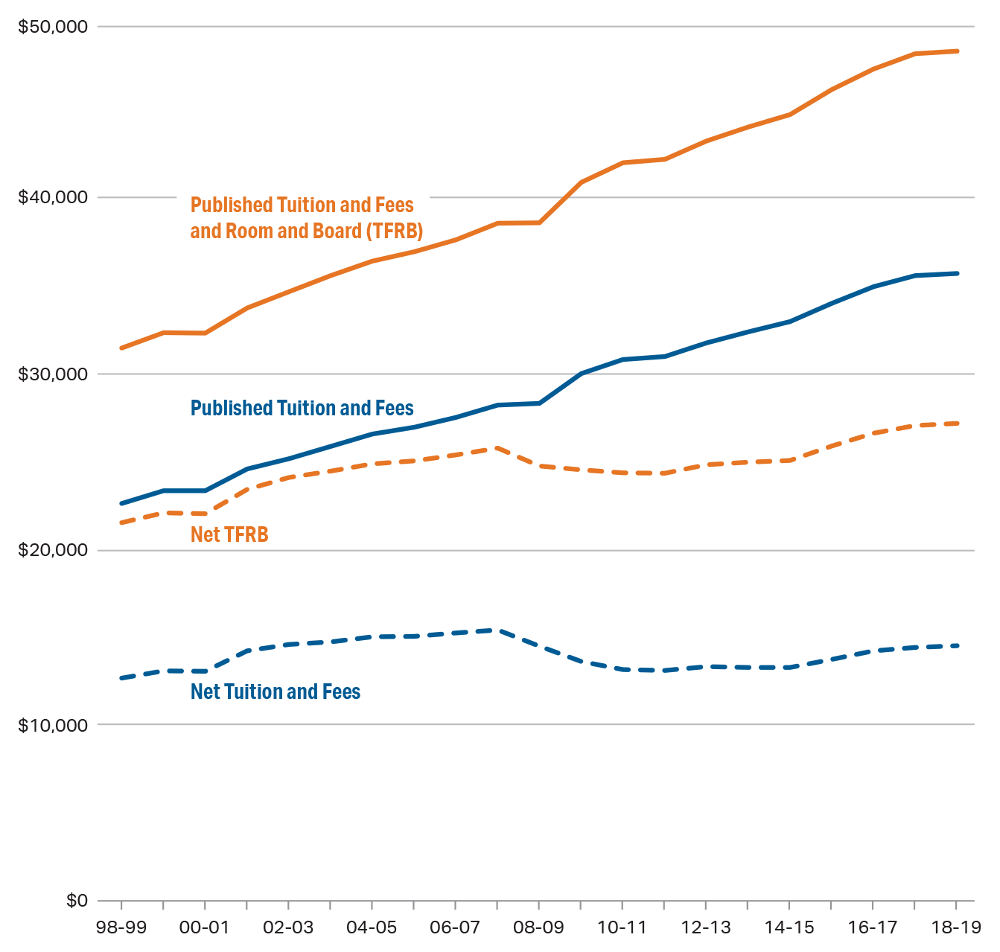 $50,000
$40,000
Published Tuition and Fees
and Room and Board (TFRB)
$30,000
Published Tuition and Fees
Net TFRB
$20,000
Net Tuition and Fees
$10,000
$0
98-99 00-01 02-03 04-05 06-07 08-09 10-11 12-13 14-15 16-17 18-19